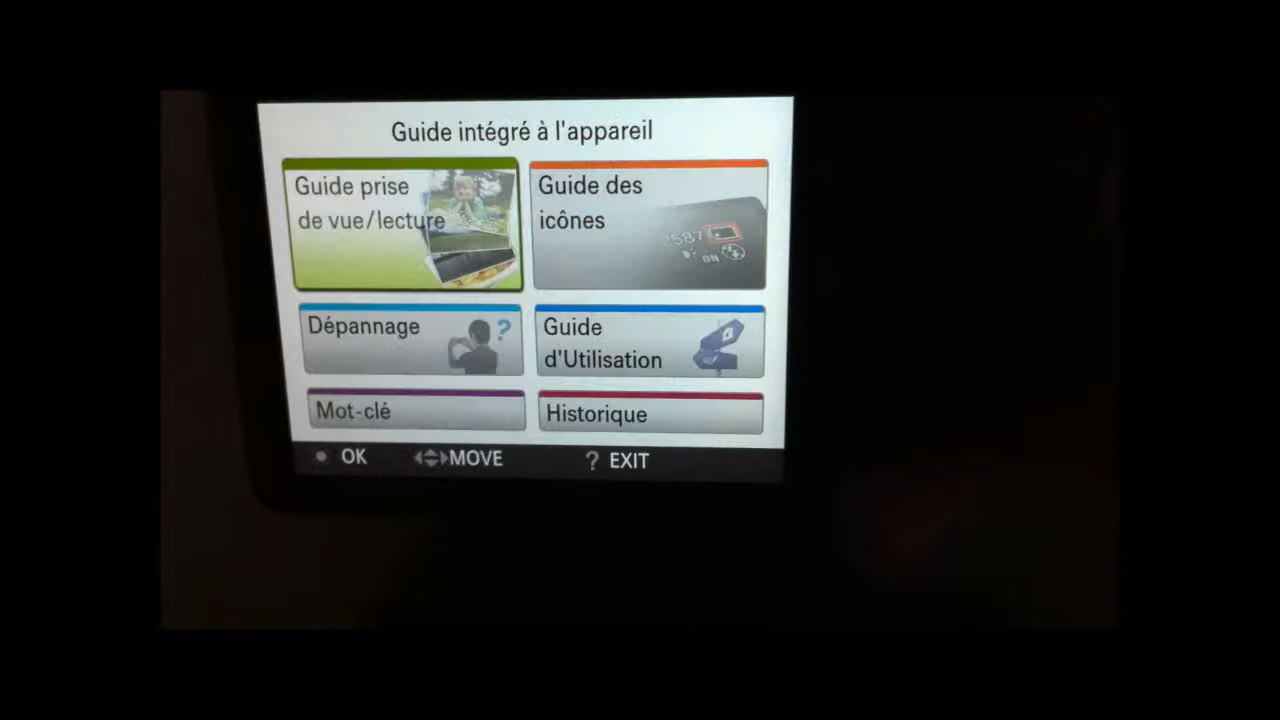 Guide intégré à l'appareil
Guide prise
de vue/lecture
Guide des
icônes
ON
Dépannage
?
Guide
d'Utilisation
Mot-clé
Historique
OK MOVE ? EXIT